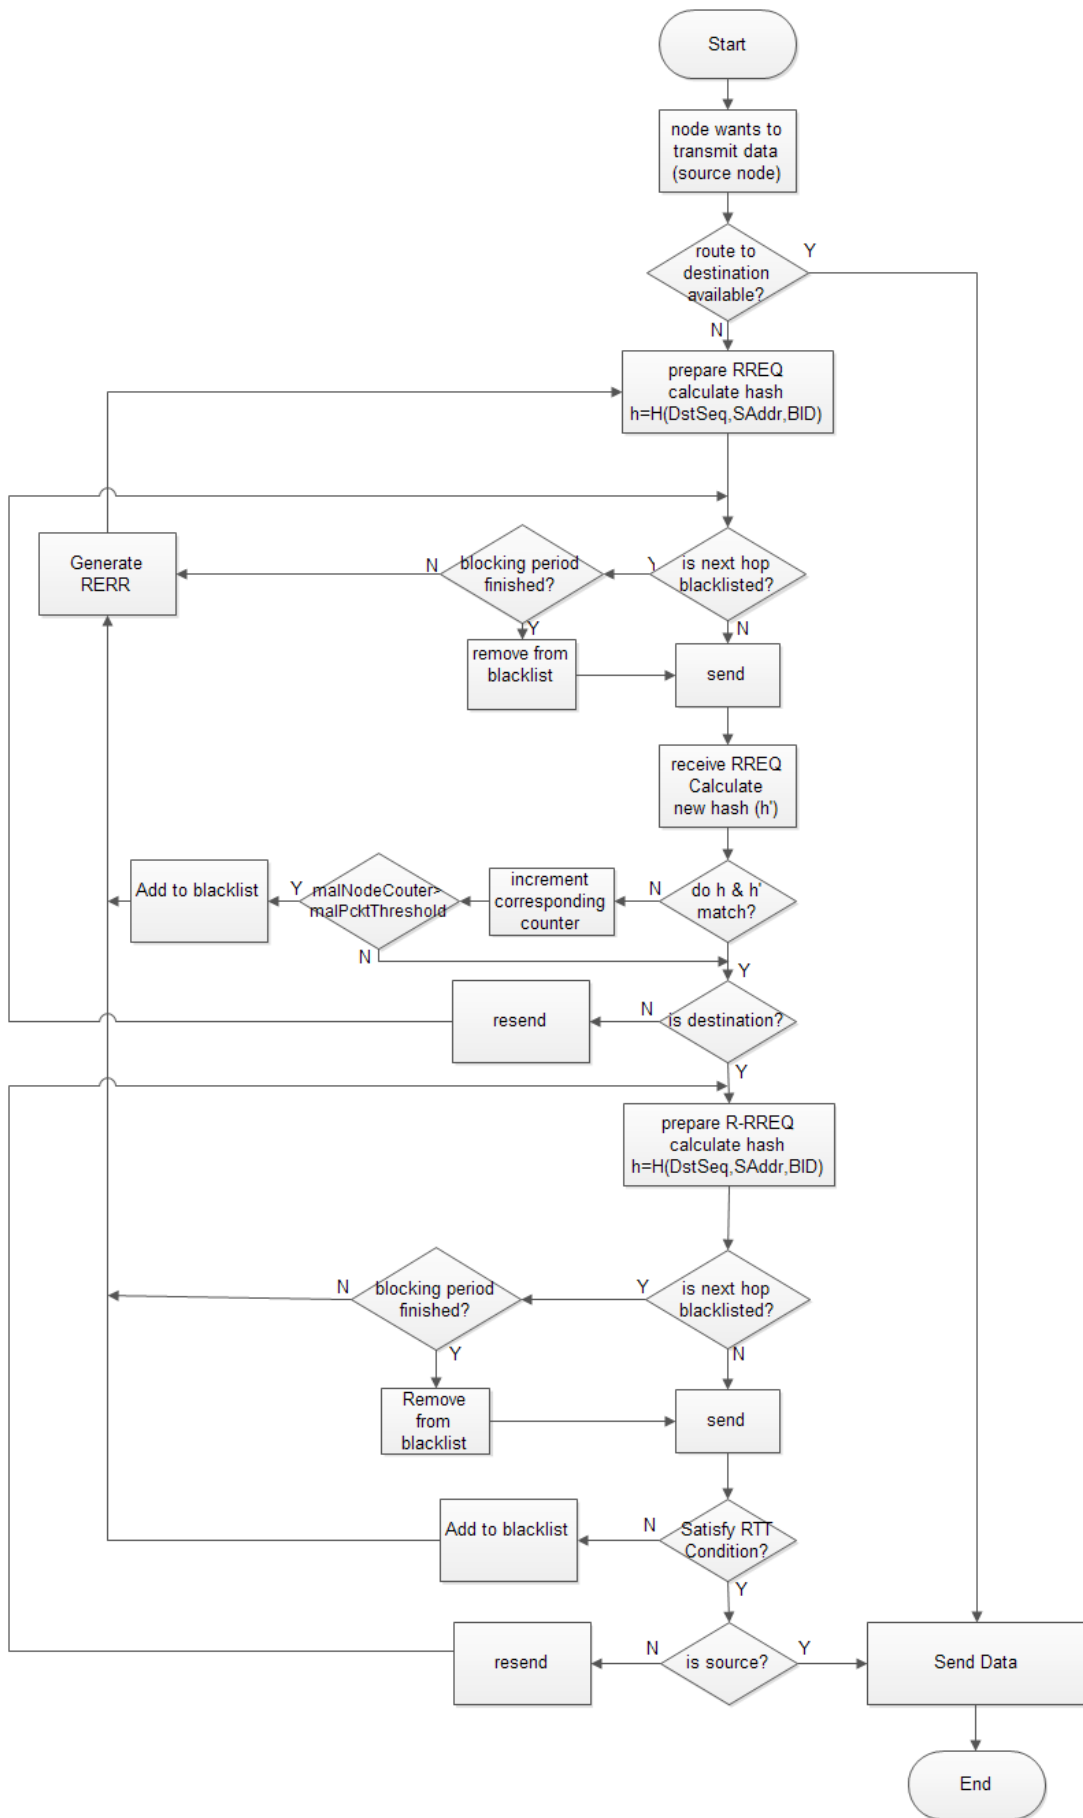 Start
node wants to
transmit data
(source node)
route to
destination
available?
Y
N
prepare RREQ
calculate hash
h=H(DstSeq,SAddr,BID)
Generate
RERR
N
blocking period
finished?
Y
is next hop
blacklisted?
Y
N
remove from
blacklist
send
receive RREQ
Calculate
new hash (h')
Add to blacklist
Y
malNodeCouter>
malPcktThreshold
increment
corresponding
counter
N
do h & h'
match?
N
Y
resend
N
is destination?
Y
prepare R-RREQ
calculate hash
h=H(DstSeq,SAddr,BID)
N
blocking period
finished?
Y
is next hop
blacklisted?
Y
N
Remove
from
blacklist
send
Add to blacklist
N
Satisfy RTT
Condition?
Y
resend
N
is source?
Y
Send Data
End